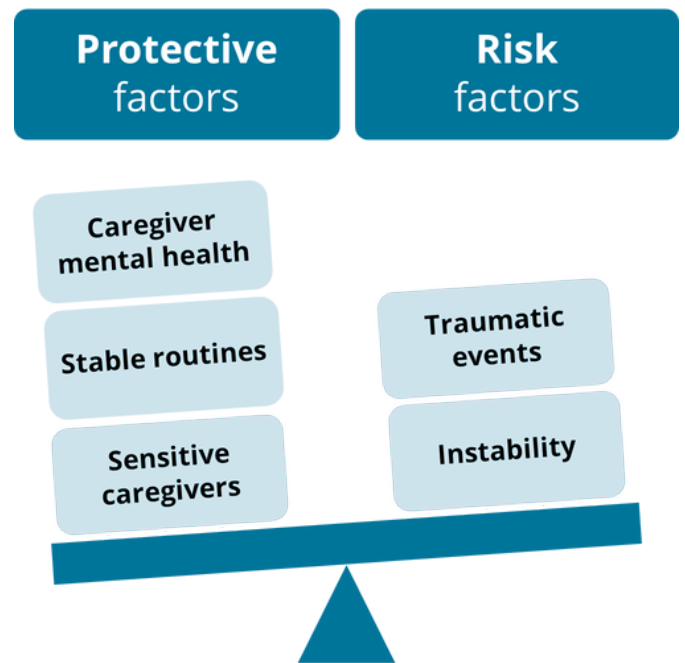 Protective
factors
Risk
factors
Caregiver
mental health
Stable routines
Sensitive
caregivers
Traumatic
events
Instability